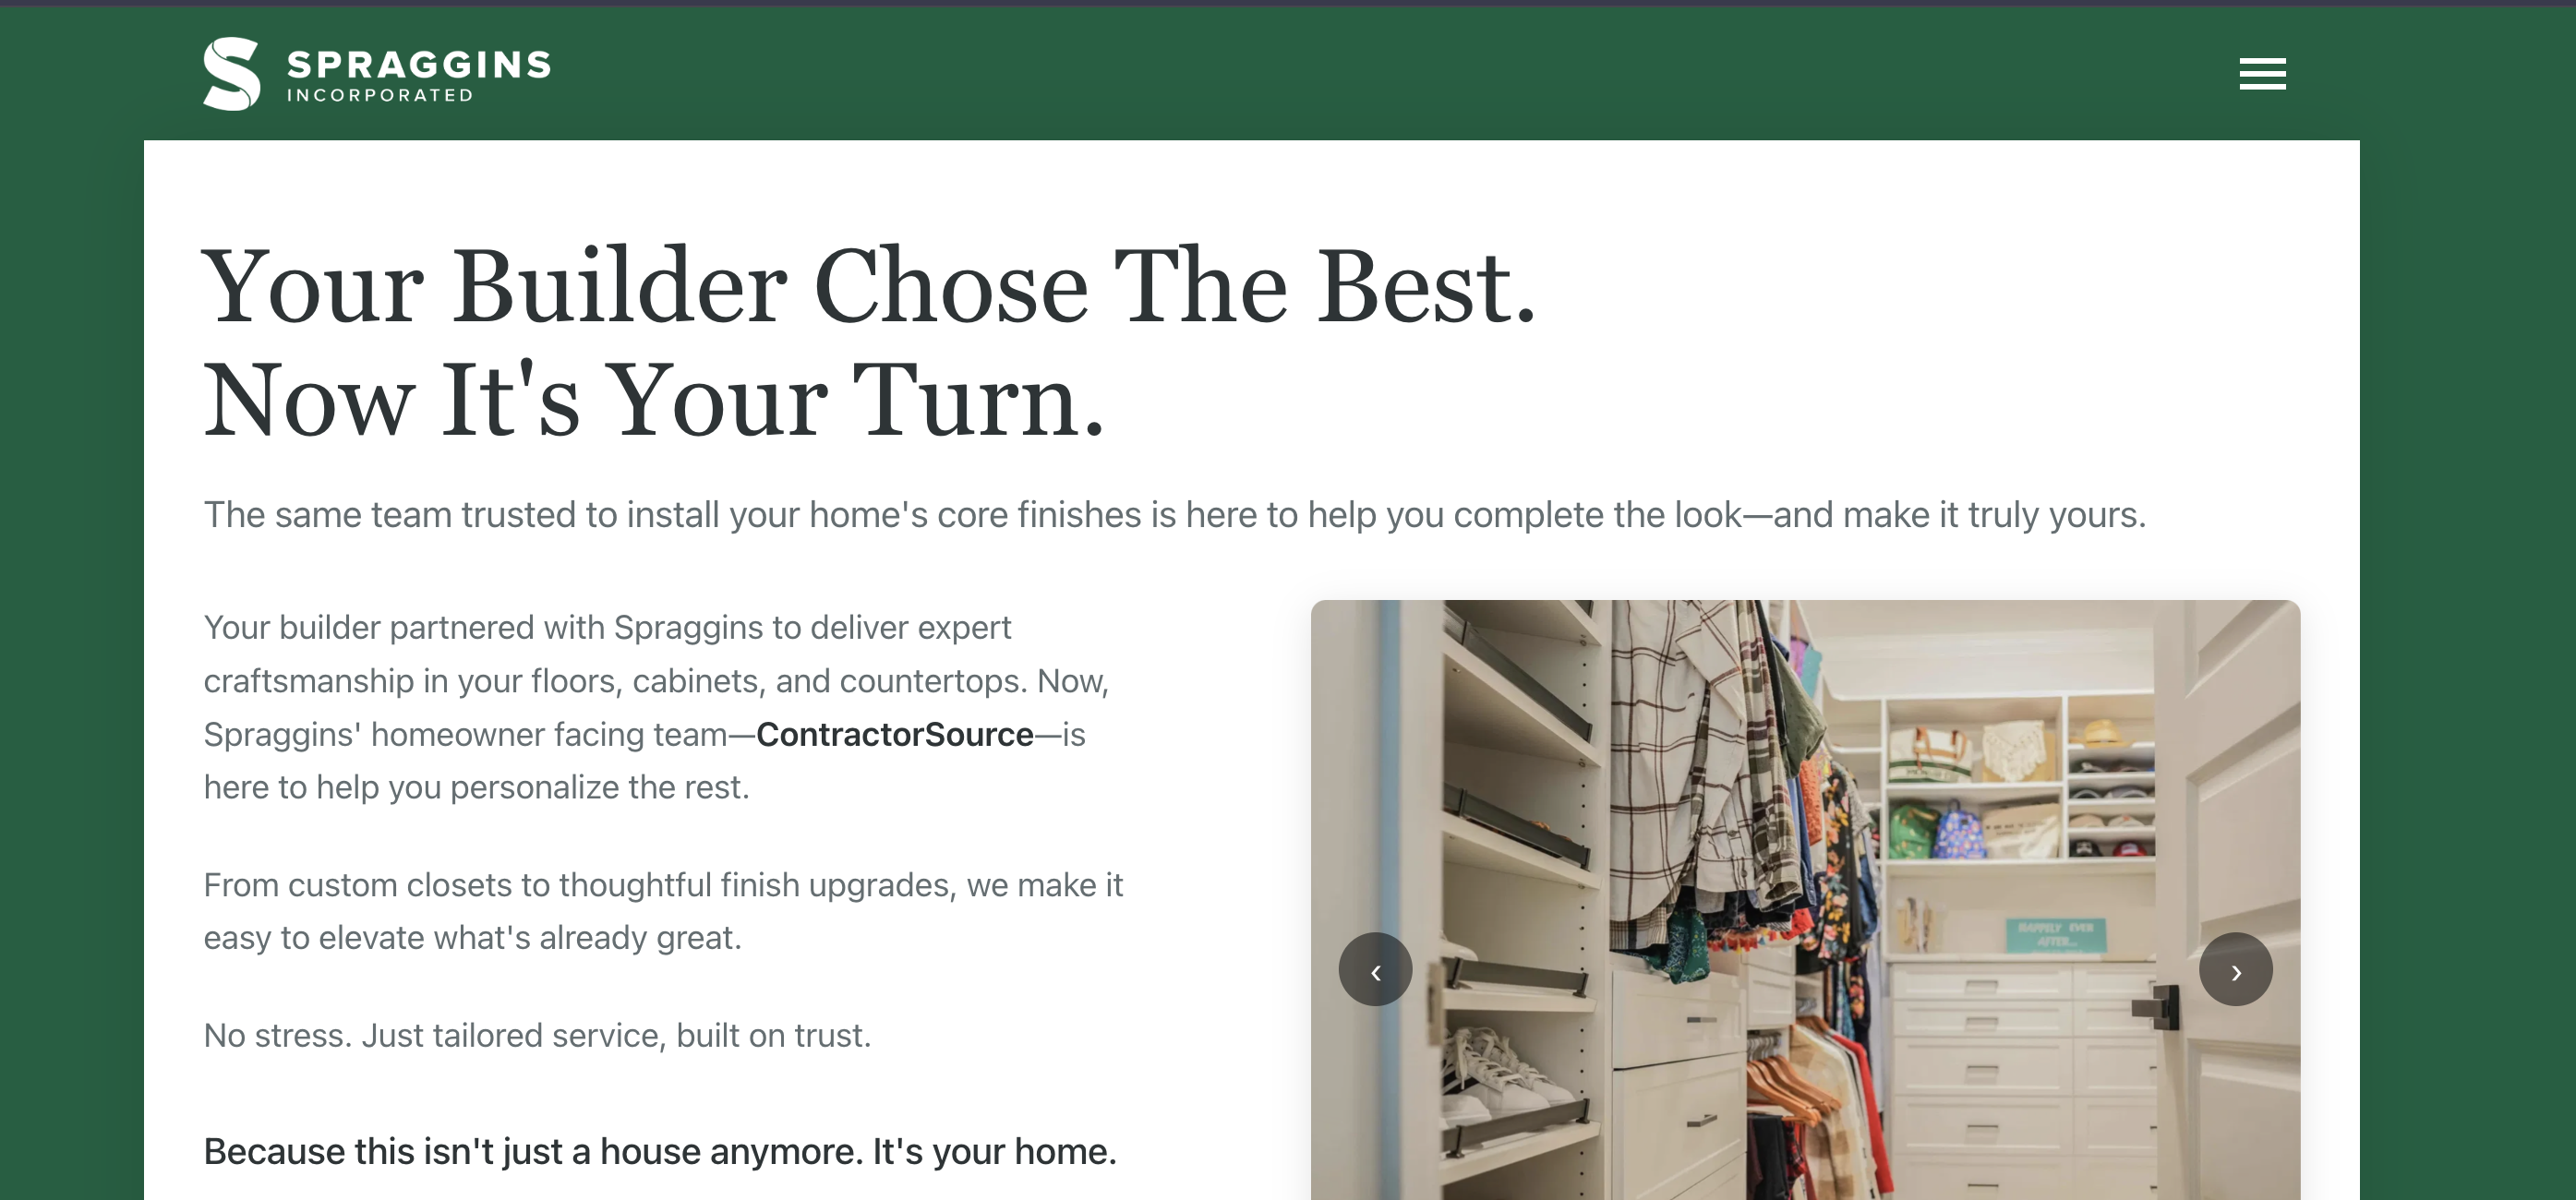 SPRAGGINS
INCORPORATED
Your Builder Chose The Best.
Now It's Your Turn.
The same team trusted to install your home's core finishes is here to help you complete the look—and make it truly yours.
Your builder partnered with Spraggins to deliver expert
craftsmanship in your floors, cabinets, and countertops. Now,
Spraggins' homeowner facing team—ContractorSource—is
here to help you personalize the rest.
From custom closets to thoughtful finish upgrades, we make it
easy to elevate what's already great.
No stress. Just tailored service, built on trust.
Because this isn't just a house anymore. It's your home.
‹
›
HAPPILY EVER
AFTER...